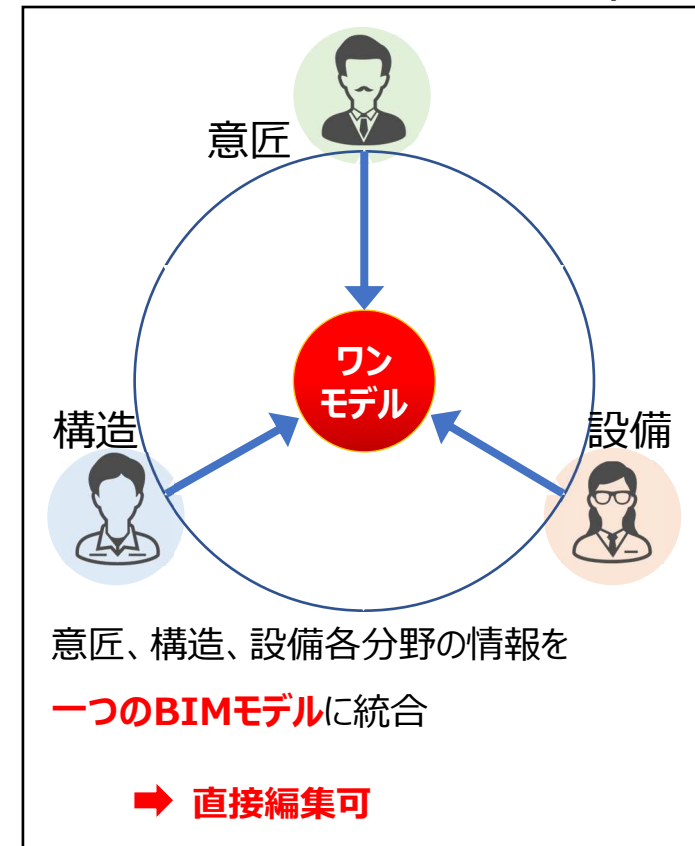 意匠
ワン
モデル
構造
設備
意匠、構造、設備各分野の情報を
一つのBIMモデルに統合
➡ 直接編集可